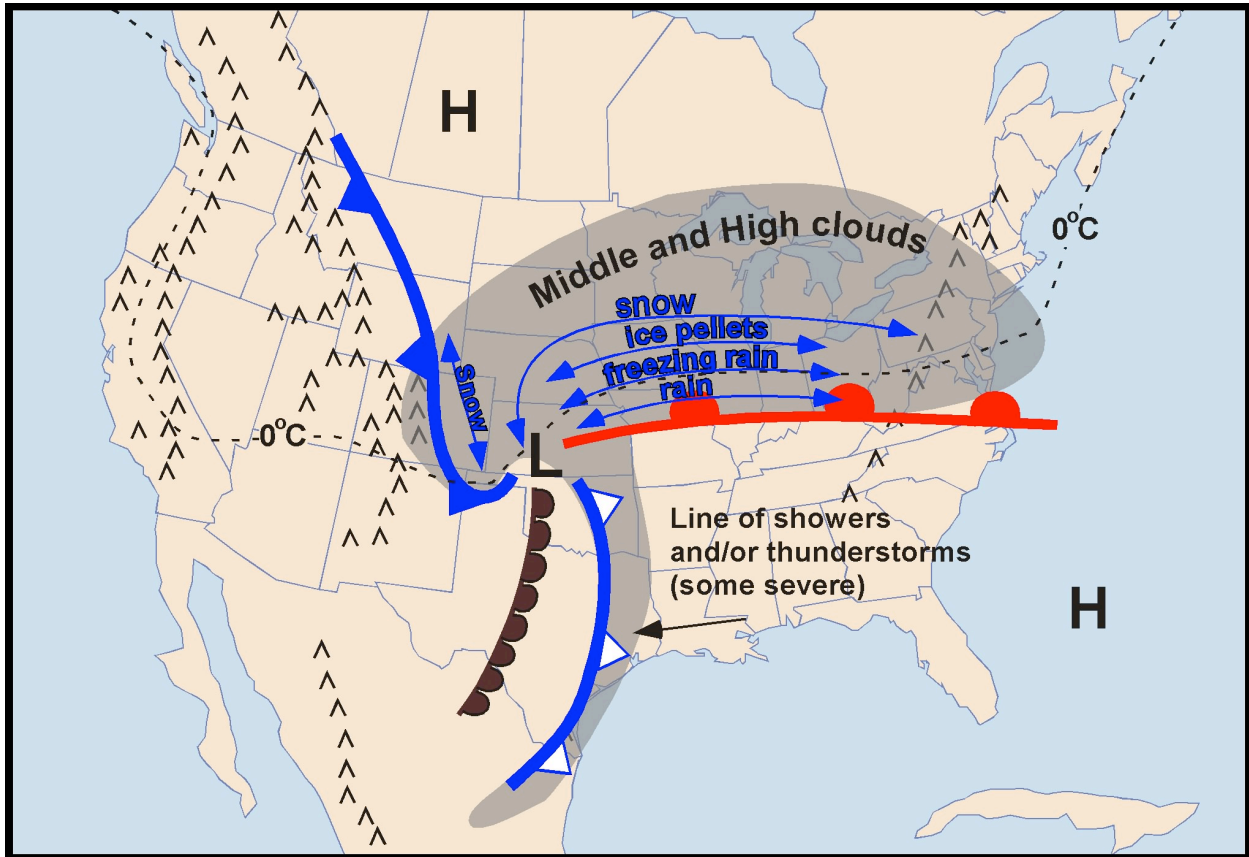 H
Middle and High clouds
0°C
snow
ice pellets
freezing rain
rain
Snow
0°C
L
Line of showers
and/or thunderstorms
(some severe)
H